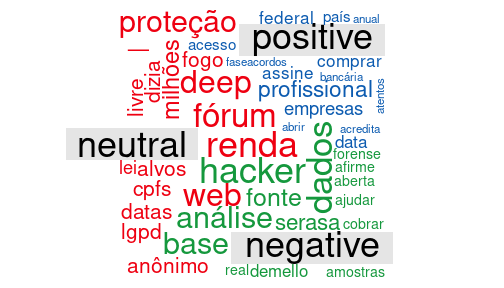 proteção federal país anual
acesso positive
| dizia milhões fogo faseacordos comprar
livre deep assine bancária
profissional atentos
fórum empresas
abrir acredita
neutral renda dados data
forense
lei alvos hacker afirme
cpfs web fonte aberta
ajudar
datas análise serasa cobrar
lgpd base negative
anônimo real demello amostras